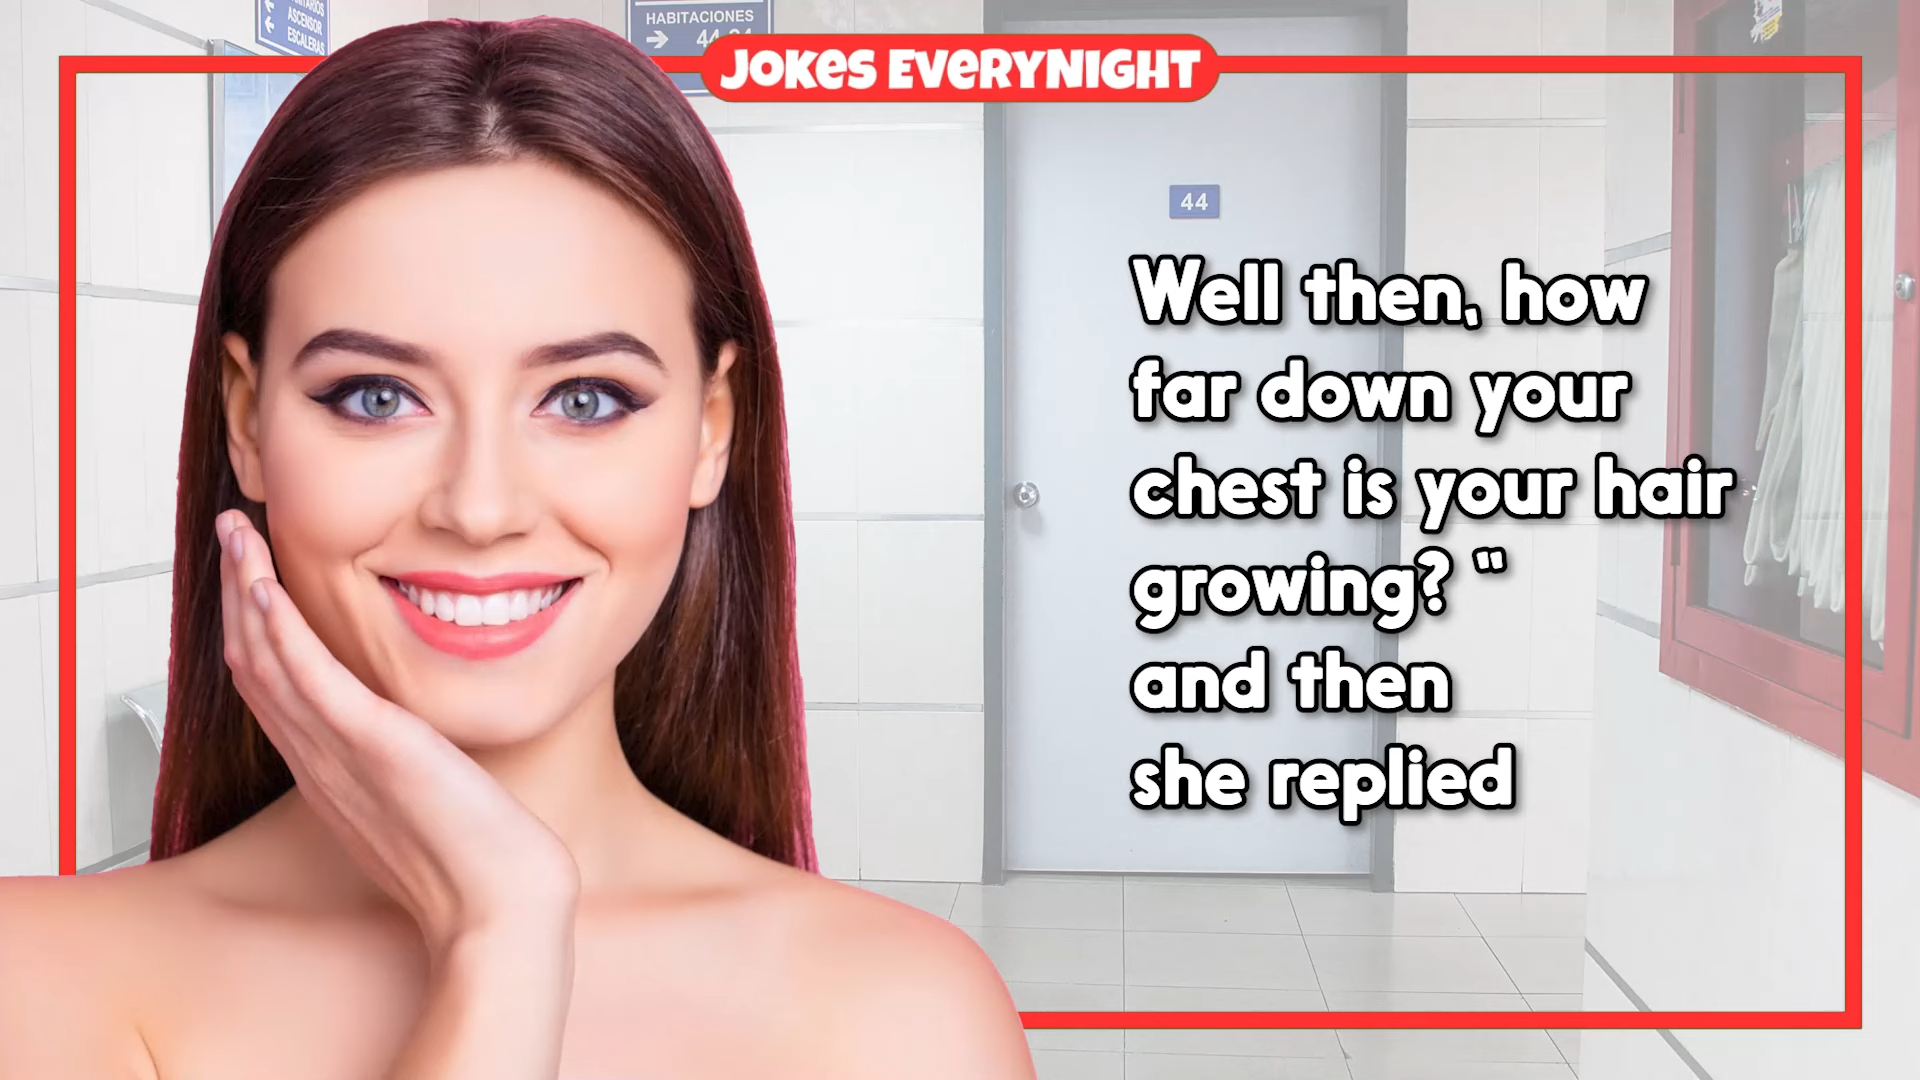 ASCENSOR
ESCALERAS
HABITACIONES
JOKES EVERYNIGHT
44
Well then, how
far down your
chest is your hair
growing? "
and then
she replied